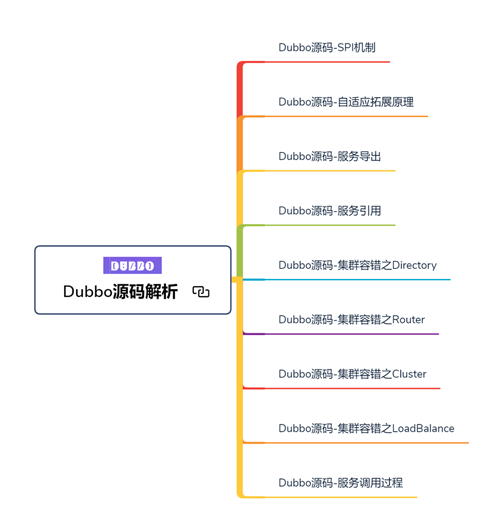 Dubbo源码-SPI机制
Dubbo源码-自适应拓展原理
Dubbo源码-服务导出
Dubbo源码-服务引用
DUBBO
Dubbo源码解析
Dubbo源码-集群容错之Directory
Dubbo源码-集群容错之Router
Dubbo源码-集群容错之Cluster
Dubbo源码-集群容错之LoadBalance
Dubbo源码-服务调用过程